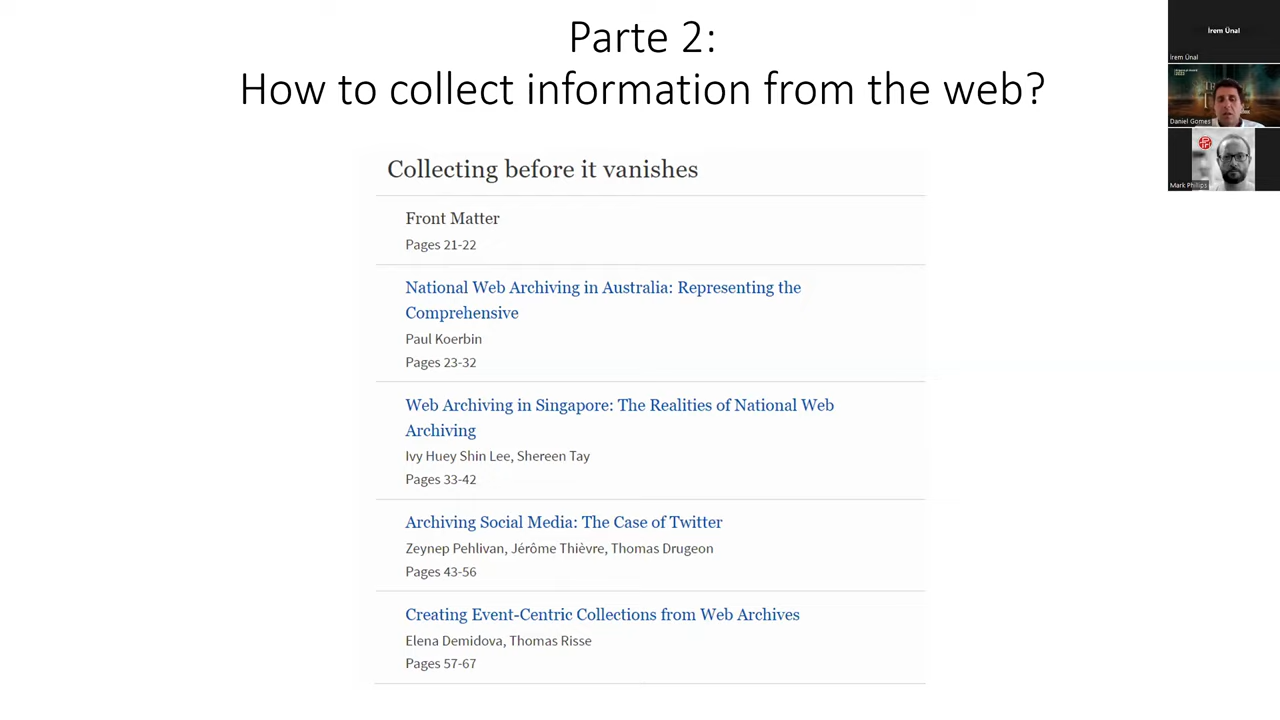 Parte 2:
How to collect information from the web?
Collecting before it vanishes
Front Matter
Pages 21-22
National Web Archiving in Australia: Representing the
Comprehensive
Paul Koerbin
Pages 23-32
Web Archiving in Singapore: The Realities of National Web
Archiving
Ivy Huey Shin Lee, Shereen Tay
Pages 33-42
Archiving Social Media: The Case of Twitter
Zeynep Pehlivan, Jérôme Thièvre, Thomas Drugeon
Pages 43-56
Creating Event-Centric Collections from Web Archives
Elena Demidova, Thomas Risse
Pages 57-67
İrem Ünal
İrem Ünal
Daniel Gomes
Mark Phillips